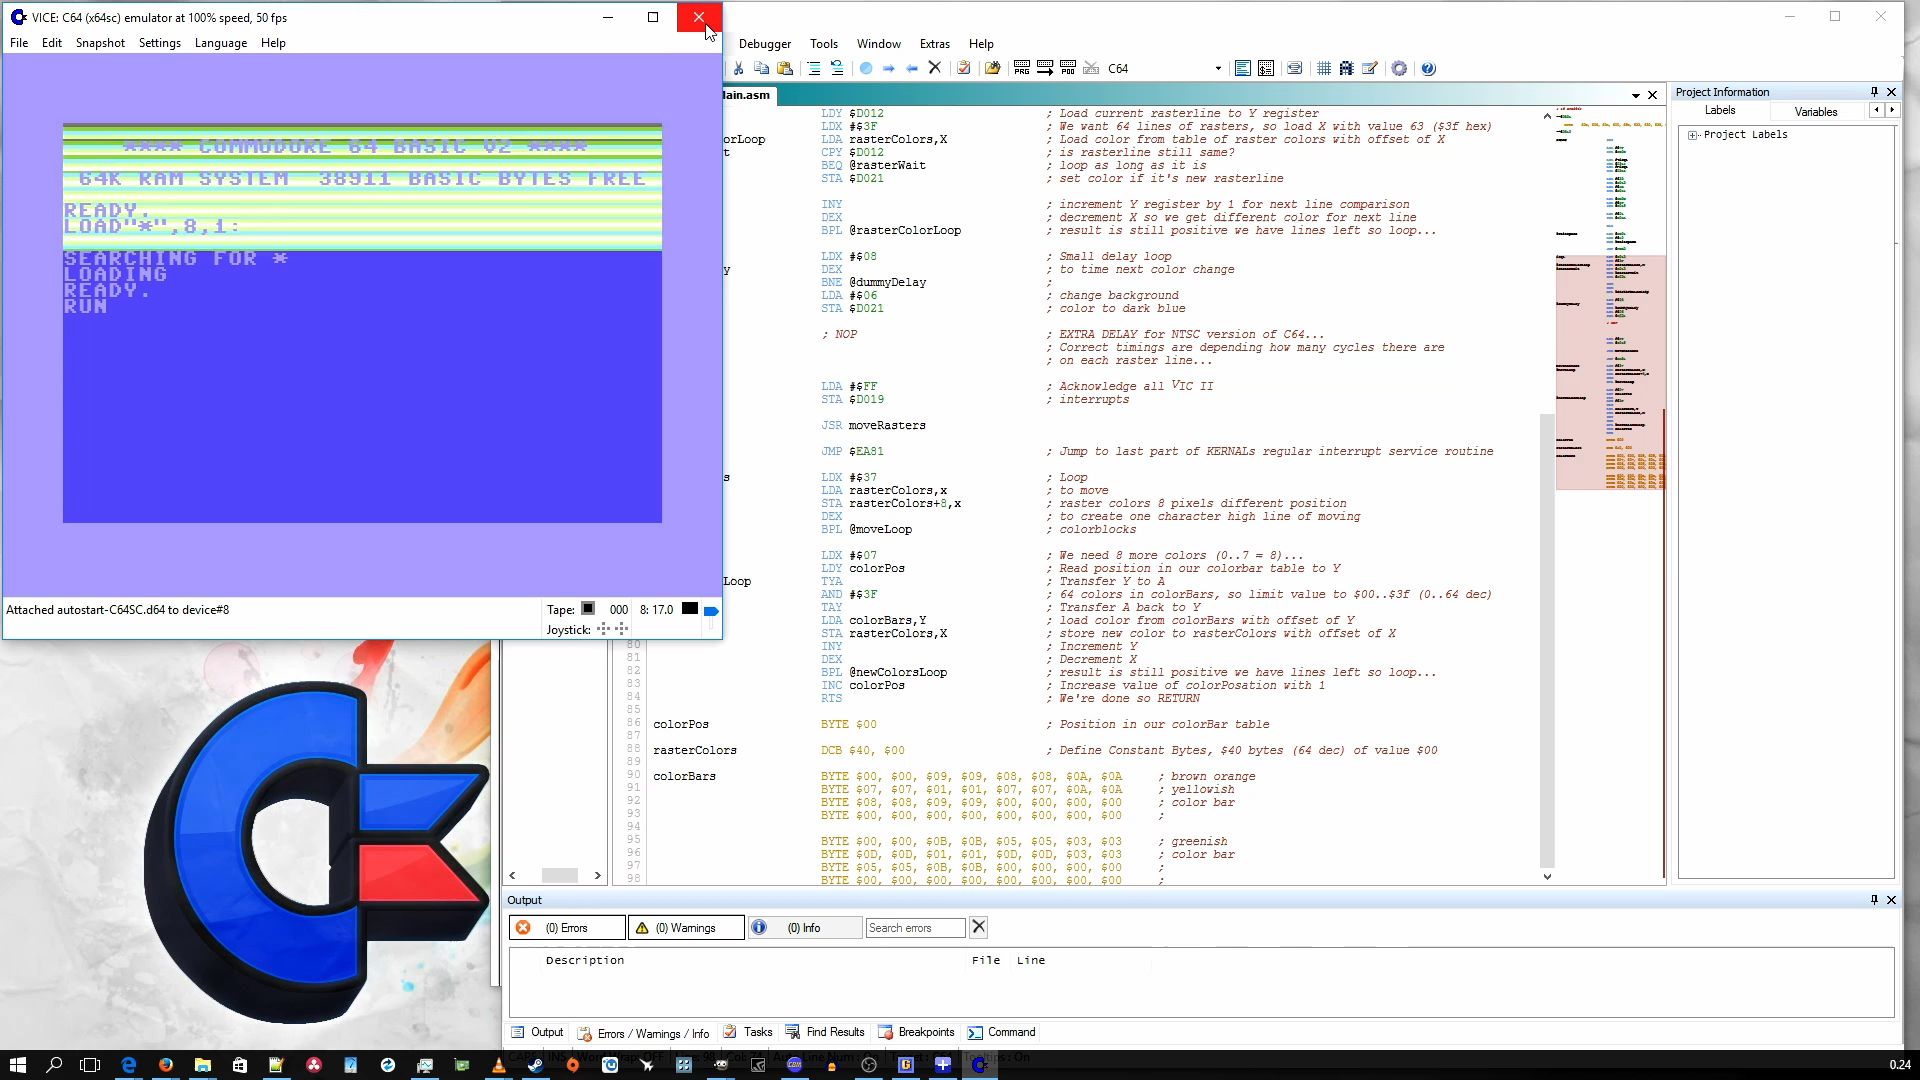 VICE: C64 (x64sc) emulator at 100% speed, 50 fps
File Edit Snapshot Settings Language Help
**** COMMODORE 64 BASIC V2 ****
64K RAM SYSTEM 38911 BASIC BYTES FREE
READY.
LOAD"*",8,1:
SEARCHING FOR *
LOADING
READY.
RUN
Attached autostart-C64SC.d64 to device#8
Tape: 000 8: 17.0
Joystick:
Debugger Tools Window Extras Help
PRG PRG C64
ain.asm
LDY $D012 ; Load current rasterline to Y register
LDX #$3F ; We want 64 lines of rasters, so load X with value 63 ($3f hex)
orLoop LDA rasterColors,X ; Load color from table of raster colors with offset of X
t CPY $D012 ; is rasterline still same?
BEQ @rasterWait ; loop as long as it is
STA $D021 ; set color if it's new rasterline
INY ; increment Y register by 1 for next line comparison
DEX ; decrement X so we get different color for next line
BPL @rasterColorLoop ; result is still positive we have lines left so loop...
LDX #$08 ; Small delay loop
y DEX ; to time next color change
BNE @dummyDelay ;
LDA #$06 ; change background
STA $D021 ; color to dark blue
; NOP ; EXTRA DELAY for NTSC version of C64...
; Correct timings are depending how many cycles there are
; on each raster line...
LDA #$FF ; Acknowledge all VIC II
STA $D019 ; interrupts
JSR moveRasters
JMP $EA81 ; Jump to last part of KERNALs regular interrupt service routine
s LDX #$37 ; Loop
LDA rasterColors,x ; to move
STA rasterColors+8,x ; raster colors 8 pixels different position
DEX ; to create one character high line of moving
BPL @moveLoop ; colorblocks
LDX #$07 ; We need 8 more colors (0..7 = 8)...
LDY colorPos ; Read position in our colorbar table to Y
Loop TYA ; Transfer Y to A
AND #$3F ; 64 colors in colorBars, so limit value to $00..$3f (0..64 dec)
TAY ; Transfer A back to Y
LDA colorBars,Y ; load color from colorBars with offset of Y
STA rasterColors,X ; store new color to rasterColors with offset of X
80 INY ; Increment Y
81 DEX ; Decrement X
82 BPL @newColorsLoop ; result is still positive we have lines left so loop...
83 INC colorPos ; Increase value of colorPosation with 1
84 RTS ; We're done so RETURN
85
86 colorPos BYTE $00 ; Position in our colorBar table
87
88 rasterColors DCB $40, $00 ; Define Constant Bytes, $40 bytes (64 dec) of value $00
89
90 colorBars BYTE $00, $00, $09, $09, $08, $08, $0A, $0A ; brown orange
91 BYTE $07, $07, $01, $01, $07, $07, $0A, $0A ; yellowish
92 BYTE $08, $08, $09, $09, $00, $00, $00, $00 ; color bar
93 BYTE $00, $00, $00, $00, $00, $00, $00, $00 ;
94
95 BYTE $00, $00, $0B, $0B, $05, $05, $03, $03 ; greenish
96 BYTE $0D, $0D, $01, $01, $0D, $0D, $03, $03 ; color bar
97 BYTE $05, $05, $0B, $0B, $00, $00, $00, $00 ;
98 BYTE $00, $00, $00, $00, $00, $00, $00, $00 ;
Project Information
Labels Variables
Project Labels
Output
(0) Errors (0) Warnings (0) Info Search errors
Description File Line
Output Errors / Warnings / Info Tasks Find Results Breakpoints Command
0.24